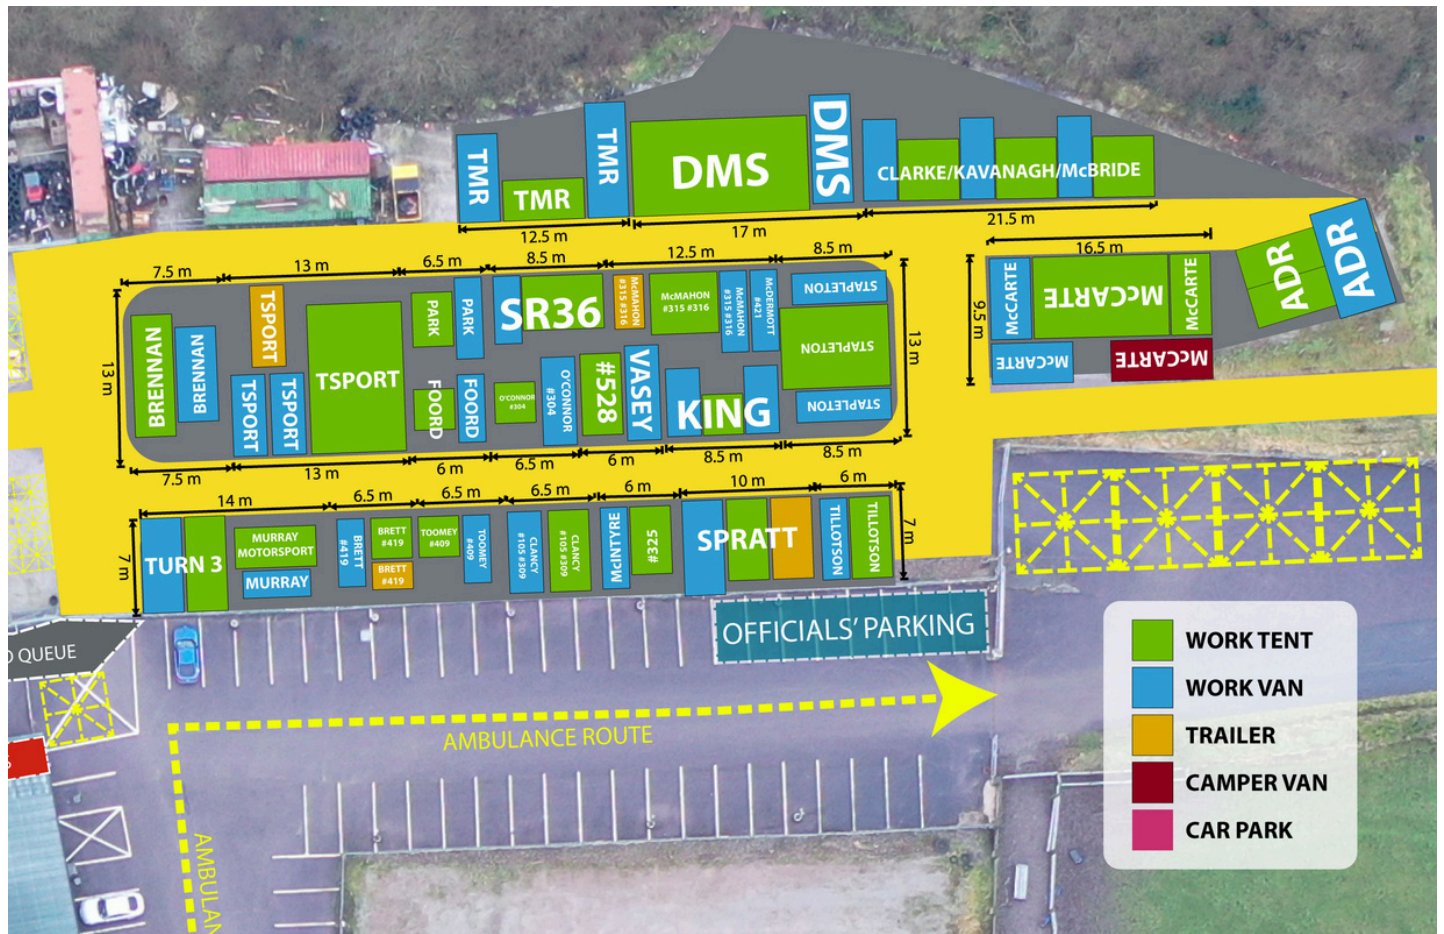 TMR
TMR
TMR
DMS
DMS
CLARKE/KAVANAGH/McBRIDE
12.5 m
17 m
21.5 m
ADR
ADR
16.5 m
9.5 m
McCARTE
McCARTE
McCARTE
McCARTE
McCARTE
7.5 m
13 m
6.5 m
8.5 m
12.5 m
8.5 m
13 m
BRENNAN
BRENNAN
TSPORT
TSPORT
TSPORT
TSPORT
PARK
PARK
FOORD
FOORD
SR36
McMAHON
#315 #316
McMAHON
#315 #316
McMAHON
#315 #316
McDERMOTT
#421
STAPLETON
STAPLETON
STAPLETON
O'CONNOR
#304
O'CONNOR
#304
#528
VASEY
KING
13 m
7.5 m
13 m
6 m
6.5 m
6 m
8.5 m
8.5 m
14 m
6.5 m
6.5 m
6.5 m
6 m
10 m
6 m
7 m
TURN 3
MURRAY
MOTORSPORT
MURRAY
BRETT
#419
BRETT
#419
BRETT
#419
TOOMEY
#409
TOOMEY
#409
CLANCY
#105 #309
CLANCY
#105 #309
McINTYRE
#325
SPRATT
TILLOTSON
TILLOTSON
7 m
OFFICIALS' PARKING
QUEUE
AMBULANCE ROUTE
AMBULAN
S
WORK TENT
WORK VAN
TRAILER
CAMPER VAN
CAR PARK